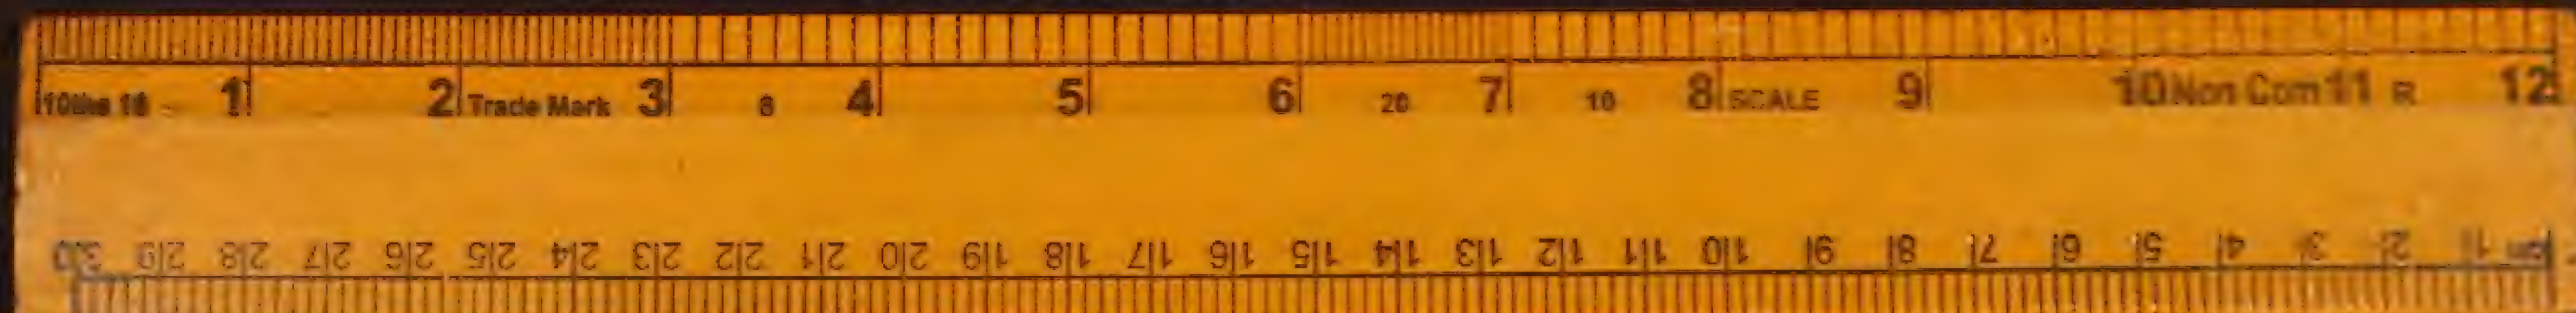 10ths 16 1 2 Trade Mark 3 8 4 5 6 20 7 10 8 SCALE 9 10 Non Com 11 R 12
30 29 28 27 26 25 24 23 22 21 20 19 18 17 16 15 14 13 12 11 10 9 8 7 6 5 4 3 2 1 cm